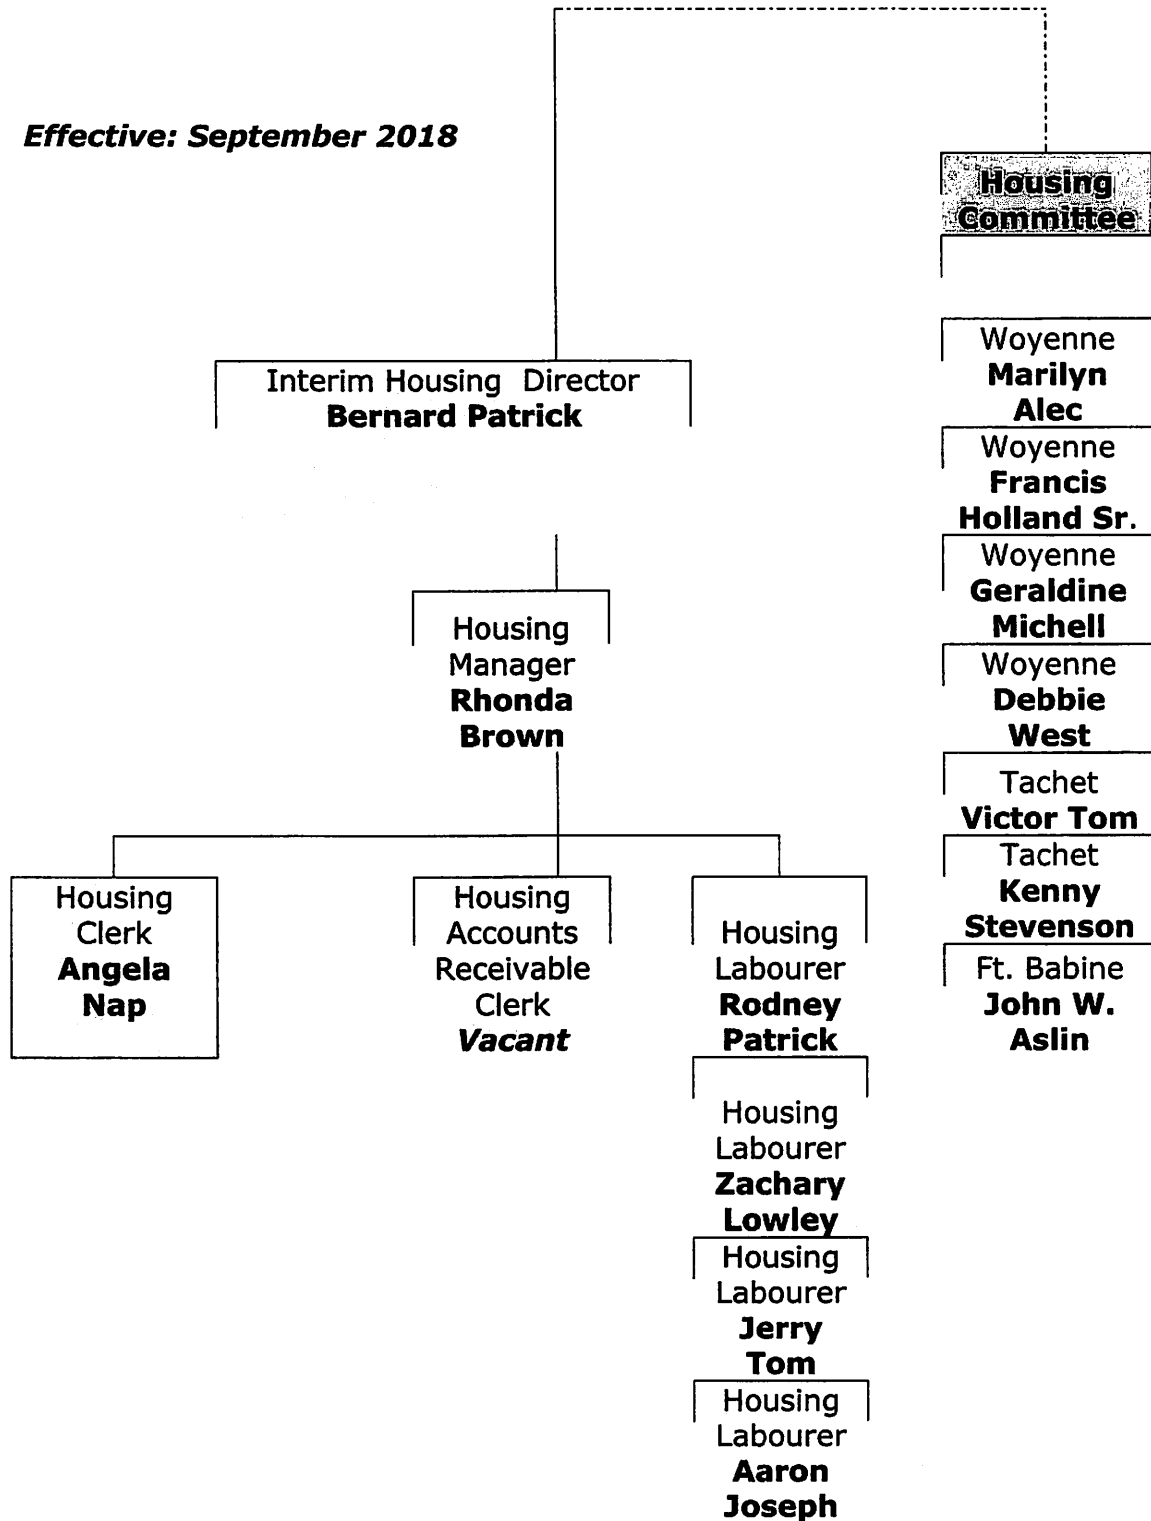 Effective: September 2018
Housing
Committee
Interim Housing Director
Bernard Patrick
Housing
Manager
Rhonda
Brown
Housing
Clerk
Angela
Nap
Housing
Accounts
Receivable
Clerk
Vacant
Housing
Labourer
Rodney
Patrick
Housing
Labourer
Zachary
Lowley
Housing
Labourer
Jerry
Tom
Housing
Labourer
Aaron
Joseph
Woyenne
Marilyn
Alec
Woyenne
Francis
Holland Sr.
Woyenne
Geraldine
Michell
Woyenne
Debbie
West
Tachet
Victor Tom
Tachet
Kenny
Stevenson
Ft. Babine
John W.
Aslin